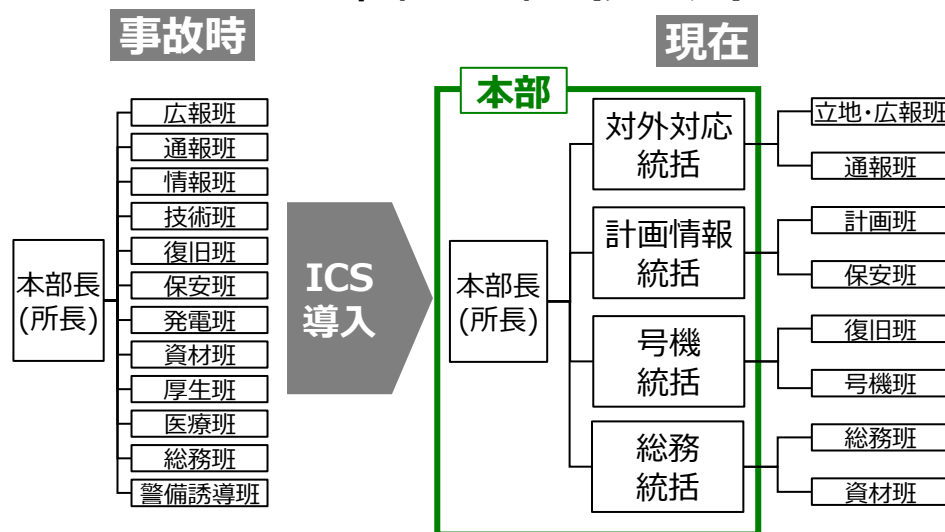 事故時
広報班
通報班
情報班
技術班
復旧班
保安班
発電班
資材班
厚生班
医療班
総務班
警備誘導班
本部長
(所長)
ICS
導入
現在
本部
本部長
(所長)
対外対応
統括
計画情報
統括
号機
統括
総務
統括
立地・広報班
通報班
計画班
保安班
復旧班
号機班
総務班
資材班